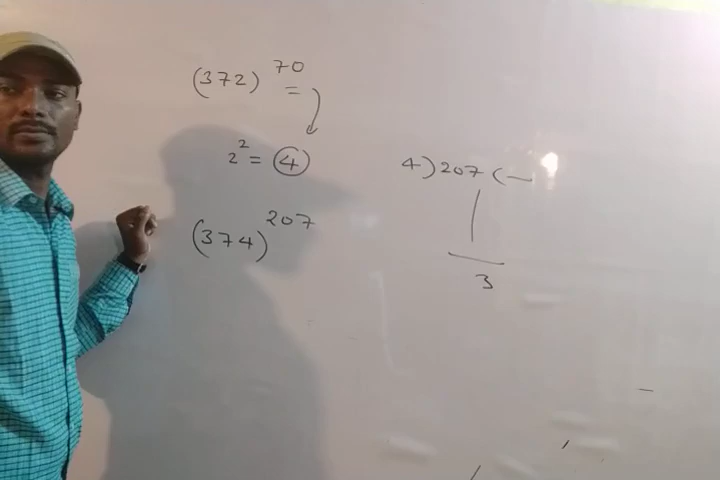 (372)^70 =
2^2 = 4
(374)^207
4)207(—
3